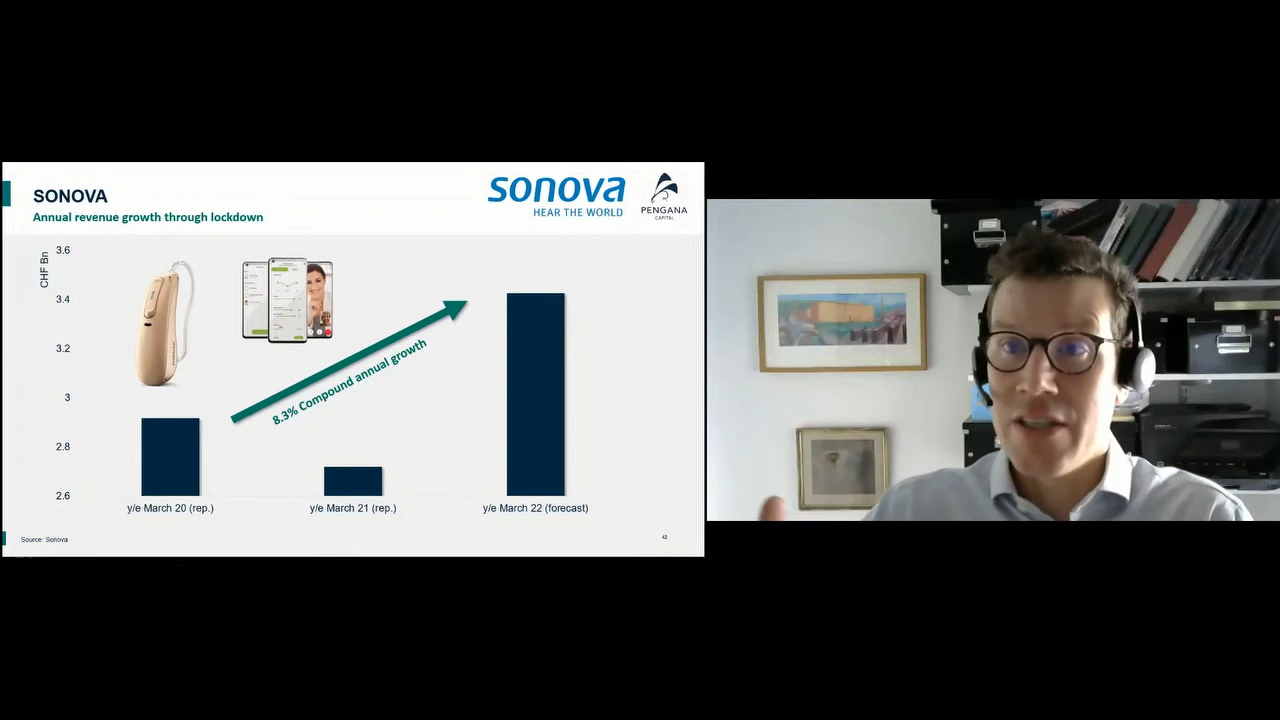 SONOVA
Annual revenue growth through lockdown
sonova
HEAR THE WORLD
PENGANA
CAPITAL
CHF Bn
3.6
3.4
3.2
3
2.8
2.6
8.3% Compound annual growth
y/e March 20 (rep.)
y/e March 21 (rep.)
y/e March 22 (forecast)
Source: Sonova
42